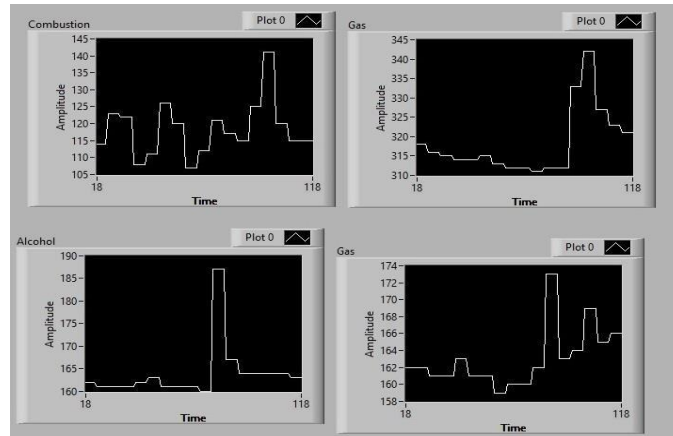 Combustion
Plot 0
145
140
135
130
125
120
115
110
105
Amplitude
18
118
Time
Gas
Plot 0
345
340
335
330
325
320
315
310
Amplitude
18
118
Time
Alcohol
Plot 0
190
185
180
175
170
165
160
Amplitude
18
118
Time
Gas
Plot 0
174
172
170
168
166
164
162
160
158
Amplitude
18
118
Time